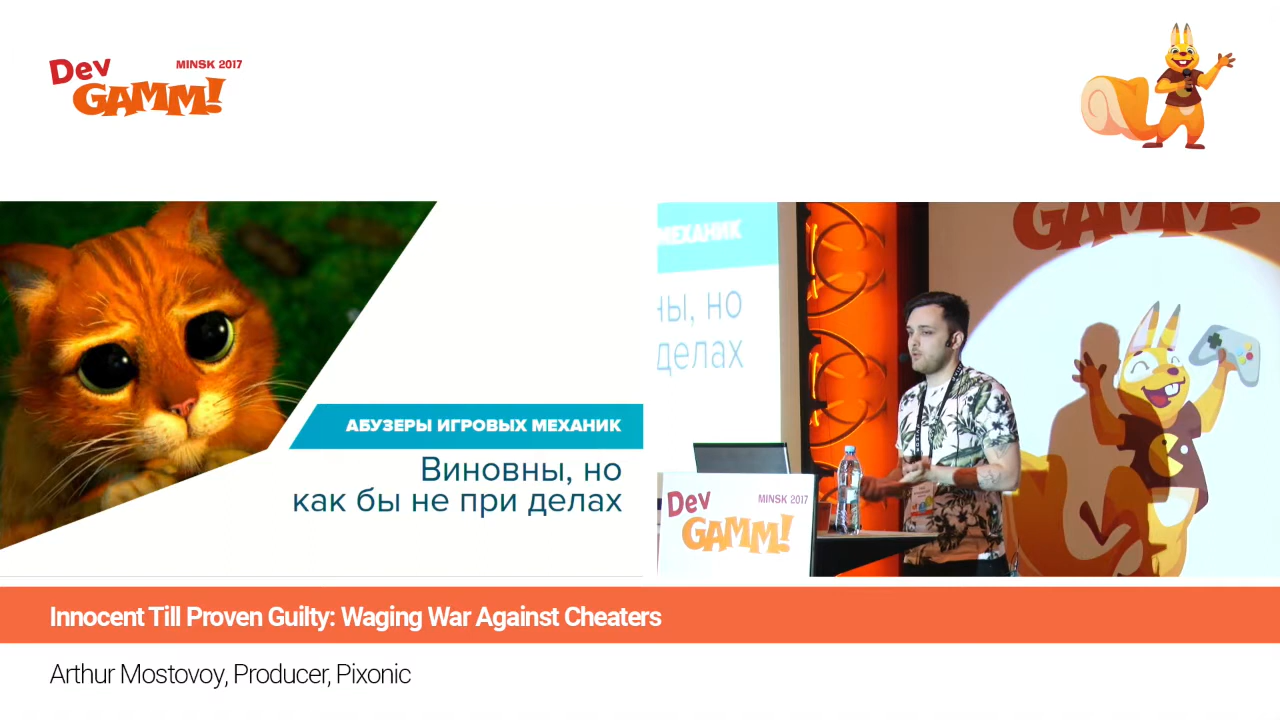 Dev
MINSK 2017
GAMM!
АБУЗЕРЫ ИГРОВЫХ МЕХАНИК
Виновны, но
как бы не при делах
МЕХАНИК
ны, но
делах
GAMM!
Dev
MINSK 2017
GAMM!
Innocent Till Proven Guilty: Waging War Against Cheaters
Arthur Mostovoy, Producer, Pixonic